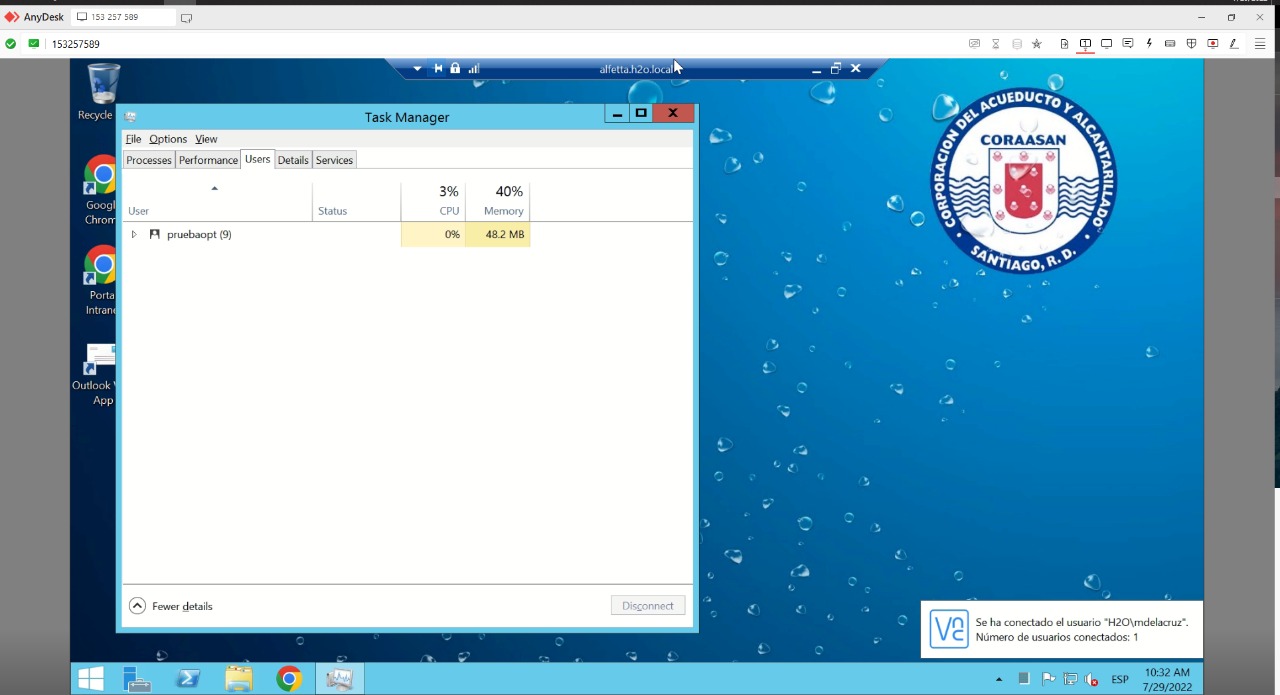 AnyDesk
153 257 589
153257589
alfetta.h2o.local
Recycle
Googl
Chrom
Porta
Intrane
Outlook
App
Task Manager
File Options View
Processes Performance Users Details Services
3% 40%
User Status CPU Memory
pruebaopt (9) 0% 48.2 MB
Fewer details
Disconnect
CORPORACION DEL ACUEDUCTO Y ALCANTARILLADO
CORAASAN
SANTIAGO, R. D.
Se ha conectado el usuario "H2O\mdelacruz".
Número de usuarios conectados: 1
ESP
10:32 AM
7/29/2022